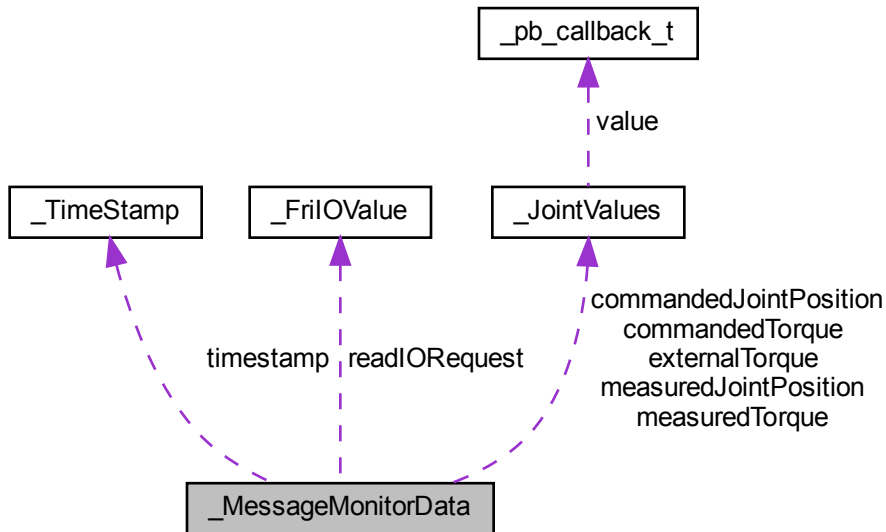 _pb_callback_t
value
_TimeStamp
_FriIOValue
_JointValues
commandedJointPosition
commandedTorque
timestamp
readIORequest
externalTorque
measuredJointPosition
measuredTorque
_MessageMonitorData